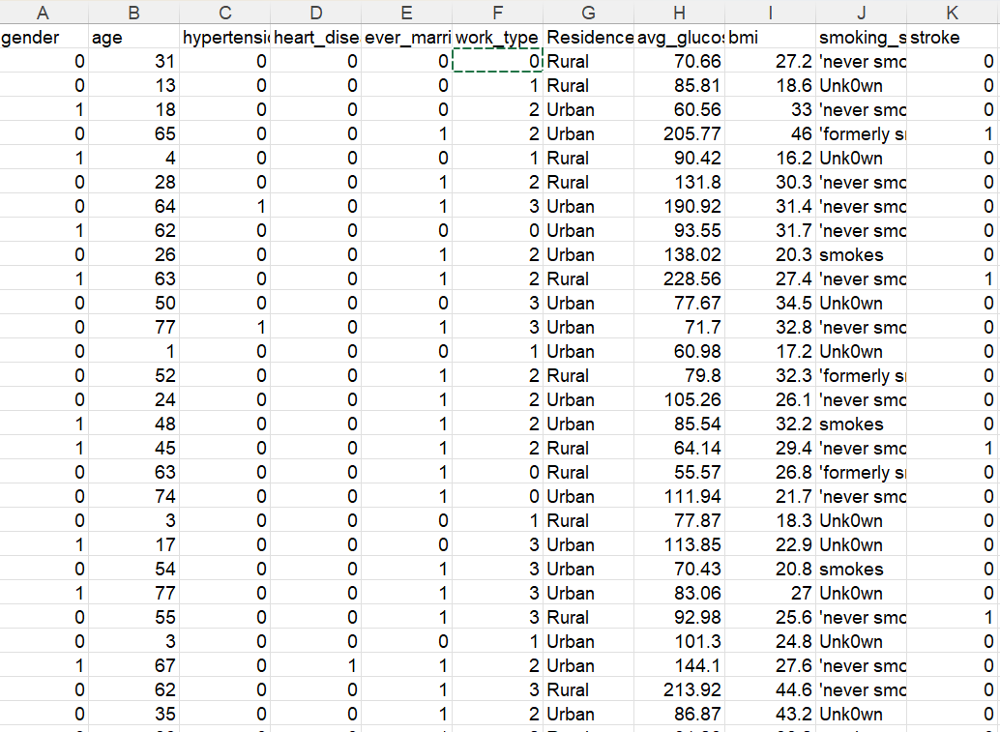 A B C D E F G H I J K
gender age hypertensi heart_dise ever_marri work_type Residence avg_glucos bmi smoking_s stroke
0 31 0 0 0 0 Rural 70.66 27.2 'never smo 0
0 13 0 0 0 1 Rural 85.81 18.6 Unk0wn 0
1 18 0 0 0 2 Urban 60.56 33 'never smo 0
0 65 0 0 1 2 Urban 205.77 46 'formerly s 1
1 4 0 0 0 1 Rural 90.42 16.2 Unk0wn 0
0 28 0 0 1 2 Rural 131.8 30.3 'never smo 0
0 64 1 0 1 3 Urban 190.92 31.4 'never smo 0
1 62 0 0 0 0 Urban 93.55 31.7 'never smo 0
0 26 0 0 1 2 Urban 138.02 20.3 smokes 0
1 63 0 0 1 2 Rural 228.56 27.4 'never smo 1
0 50 0 0 0 3 Urban 77.67 34.5 Unk0wn 0
0 77 1 0 1 3 Urban 71.7 32.8 'never smo 0
0 1 0 0 0 1 Urban 60.98 17.2 Unk0wn 0
0 52 0 0 1 2 Rural 79.8 32.3 'formerly s 0
0 24 0 0 1 2 Urban 105.26 26.1 'never smo 0
1 48 0 0 1 2 Urban 85.54 32.2 smokes 0
1 45 0 0 1 2 Rural 64.14 29.4 'never smo 1
0 63 0 0 1 0 Rural 55.57 26.8 'formerly s 0
0 74 0 0 1 0 Urban 111.94 21.7 'never smo 0
0 3 0 0 0 1 Rural 77.87 18.3 Unk0wn 0
1 17 0 0 0 3 Urban 113.85 22.9 Unk0wn 0
0 54 0 0 1 3 Urban 70.43 20.8 smokes 0
1 77 0 0 1 3 Urban 83.06 27 Unk0wn 0
0 55 0 0 1 3 Rural 92.98 25.6 'never smo 1
0 3 0 0 0 1 Urban 101.3 24.8 Unk0wn 0
1 67 0 1 1 2 Urban 144.1 27.6 'never smo 0
0 62 0 0 1 3 Rural 213.92 44.6 'never smo 0
0 35 0 0 1 2 Urban 86.87 43.2 Unk0wn 0